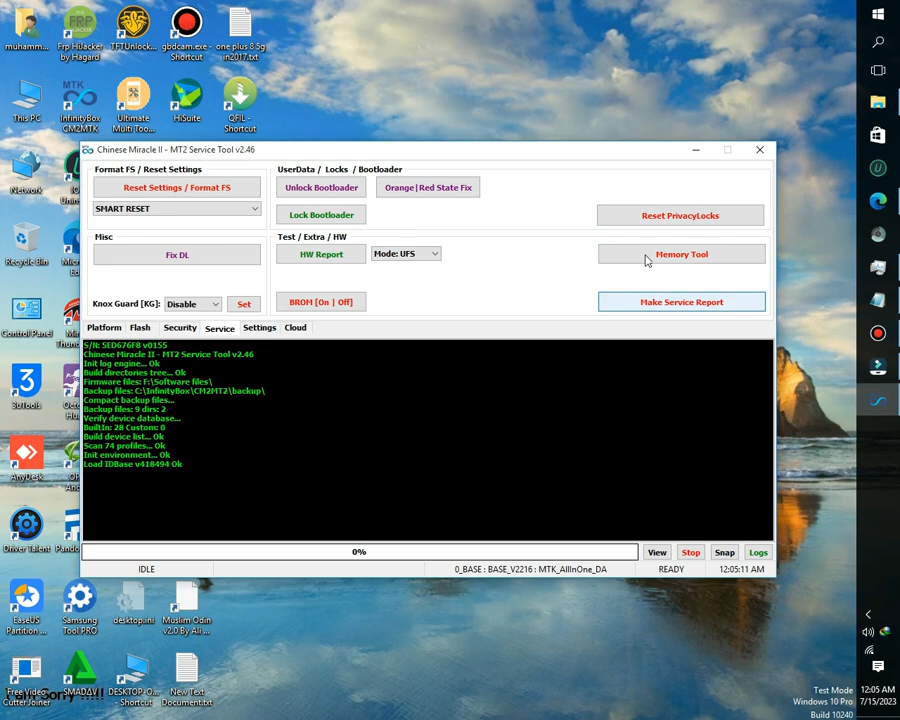 muhamm...
Frp HiJacker
by Hagard
TFTUnlock...
gbdcam.exe -
Shortcut
one plus 8.5g
in2017.txt
This PC
MTK
InfinityBox
CM2MTK
Ultimate
Multi Too...
HiSuite
QFIL -
Shortcut
Network
Recycle Bin
Control Panel
3uTools
AnyDesk
Driver Talent
EaseUS
Partition ...
Samsung
Tool PRO
desktop.ini
Muslim Odin
v2.0 By Ali ...
Free Video
Cutter Joiner
SMADΔV
DESKTOP-O...
- Shortcut
New Text
Document.txt
Chinese Miracle II - MT2 Service Tool v2.46
Format FS / Reset Settings
Reset Settings / Format FS
SMART RESET
UserData / Locks / Bootloader
Unlock Bootloader
Orange|Red State Fix
Lock Bootloader
Reset PrivacyLocks
Misc
Fix DL
Knox Guard [KG]:
Disable
Set
Test / Extra / HW
HW Report
Mode: UFS
Memory Tool
BROM [On | Off]
Make Service Report
Platform Flash Security Service Settings Cloud
S/N: 5ED676F8 v0155
Chinese Miracle II - MT2 Service Tool v2.46
Init log engine... Ok
Build directories tree... Ok
Firmware files: F:\Software files\
Backup files: C:\InfinityBox\CM2MT2\backup\
Compact backup files...
Backup files: 9 dirs: 2
Verify device database...
BuiltIn: 28 Custom: 0
Build device list... Ok
Scan 74 profiles... Ok
Init environment... Ok
Load IDBase v418494 Ok
0%
View Stop Snap Logs
IDLE
0_BASE : BASE_V2216 : MTK_AllInOne_DA
READY
12:05:11 AM
Test Mode
Windows 10 Pro
Build 10240
12:05 AM
7/15/2023